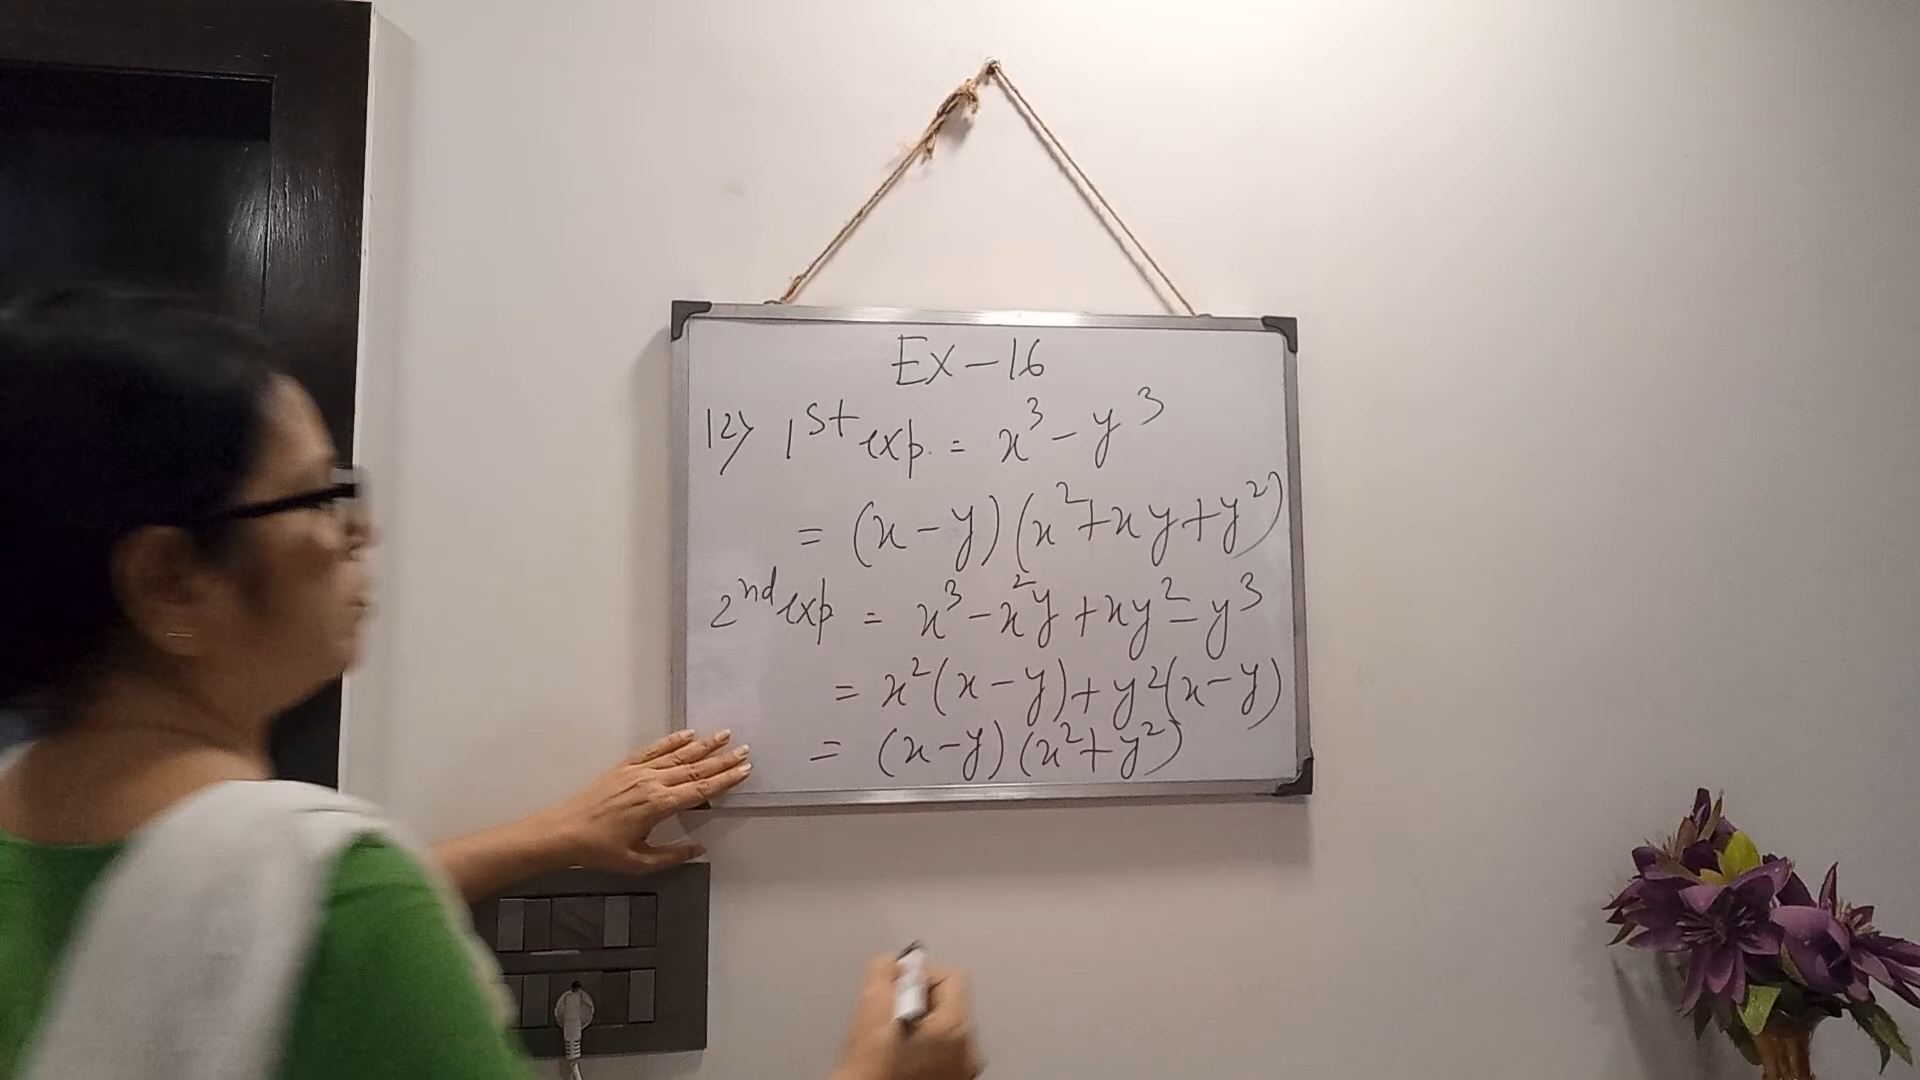 EX-16
12) 1st exp. = x³ - y³
= (x - y) (x² + xy + y²)
2nd exp = x³ - x²y + xy² - y³
= x²(x - y) + y²(x - y)
= (x - y) (x² + y²)